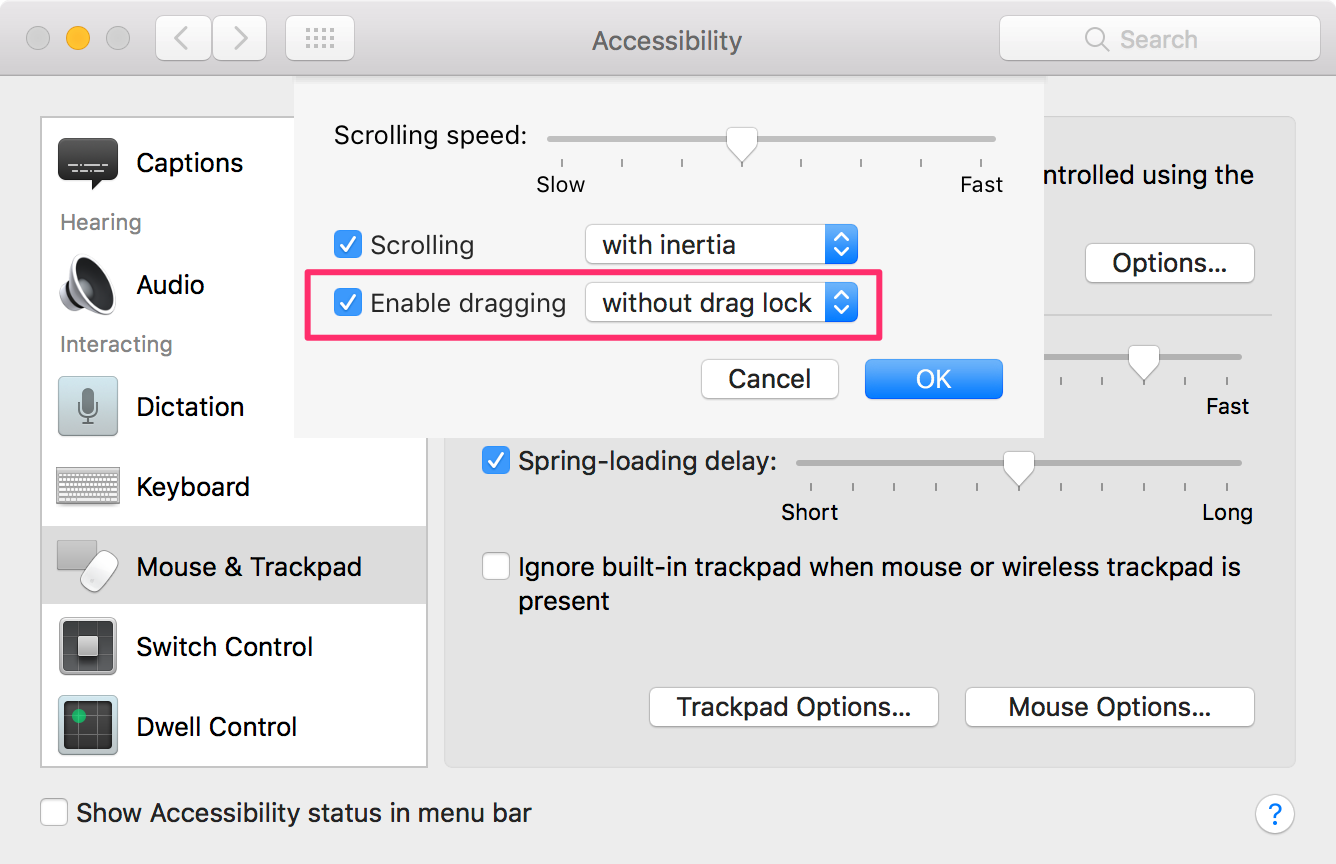 Accessibility
Search
Captions
Hearing
Audio
Interacting
Dictation
Keyboard
Mouse & Trackpad
Switch Control
Dwell Control
Scrolling speed:
Slow Fast
Scrolling with inertia
Enable dragging without drag lock
Cancel OK
ntrolled using the
Options...
Fast
Spring-loading delay:
Short Long
Ignore built-in trackpad when mouse or wireless trackpad is
present
Trackpad Options... Mouse Options...
Show Accessibility status in menu bar
?